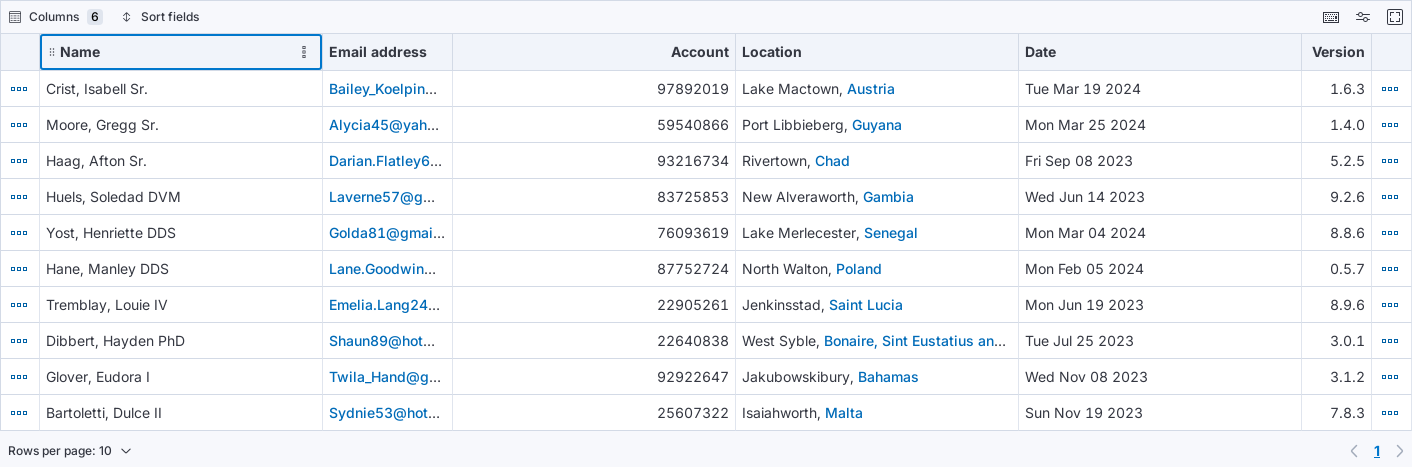 Columns 6 Sort fields
Name Email address Account Location Date Version
Crist, Isabell Sr. Bailey_Koelpin... 97892019 Lake Mactown, Austria Tue Mar 19 2024 1.6.3
Moore, Gregg Sr. Alycia45@yah... 59540866 Port Libbieberg, Guyana Mon Mar 25 2024 1.4.0
Haag, Afton Sr. Darian.Flatley6... 93216734 Rivertown, Chad Fri Sep 08 2023 5.2.5
Huels, Soledad DVM Laverne57@g... 83725853 New Alveraworth, Gambia Wed Jun 14 2023 9.2.6
Yost, Henriette DDS Golda81@gmai... 76093619 Lake Merlecester, Senegal Mon Mar 04 2024 8.8.6
Hane, Manley DDS Lane.Goodwin... 87752724 North Walton, Poland Mon Feb 05 2024 0.5.7
Tremblay, Louie IV Emelia.Lang24... 22905261 Jenkinsstad, Saint Lucia Mon Jun 19 2023 8.9.6
Dibbert, Hayden PhD Shaun89@hot... 22640838 West Syble, Bonaire, Sint Eustatius an... Tue Jul 25 2023 3.0.1
Glover, Eudora I Twila_Hand@g... 92922647 Jakubowskibury, Bahamas Wed Nov 08 2023 3.1.2
Bartoletti, Dulce II Sydnie53@hot... 25607322 Isaiahworth, Malta Sun Nov 19 2023 7.8.3
Rows per page: 10 1